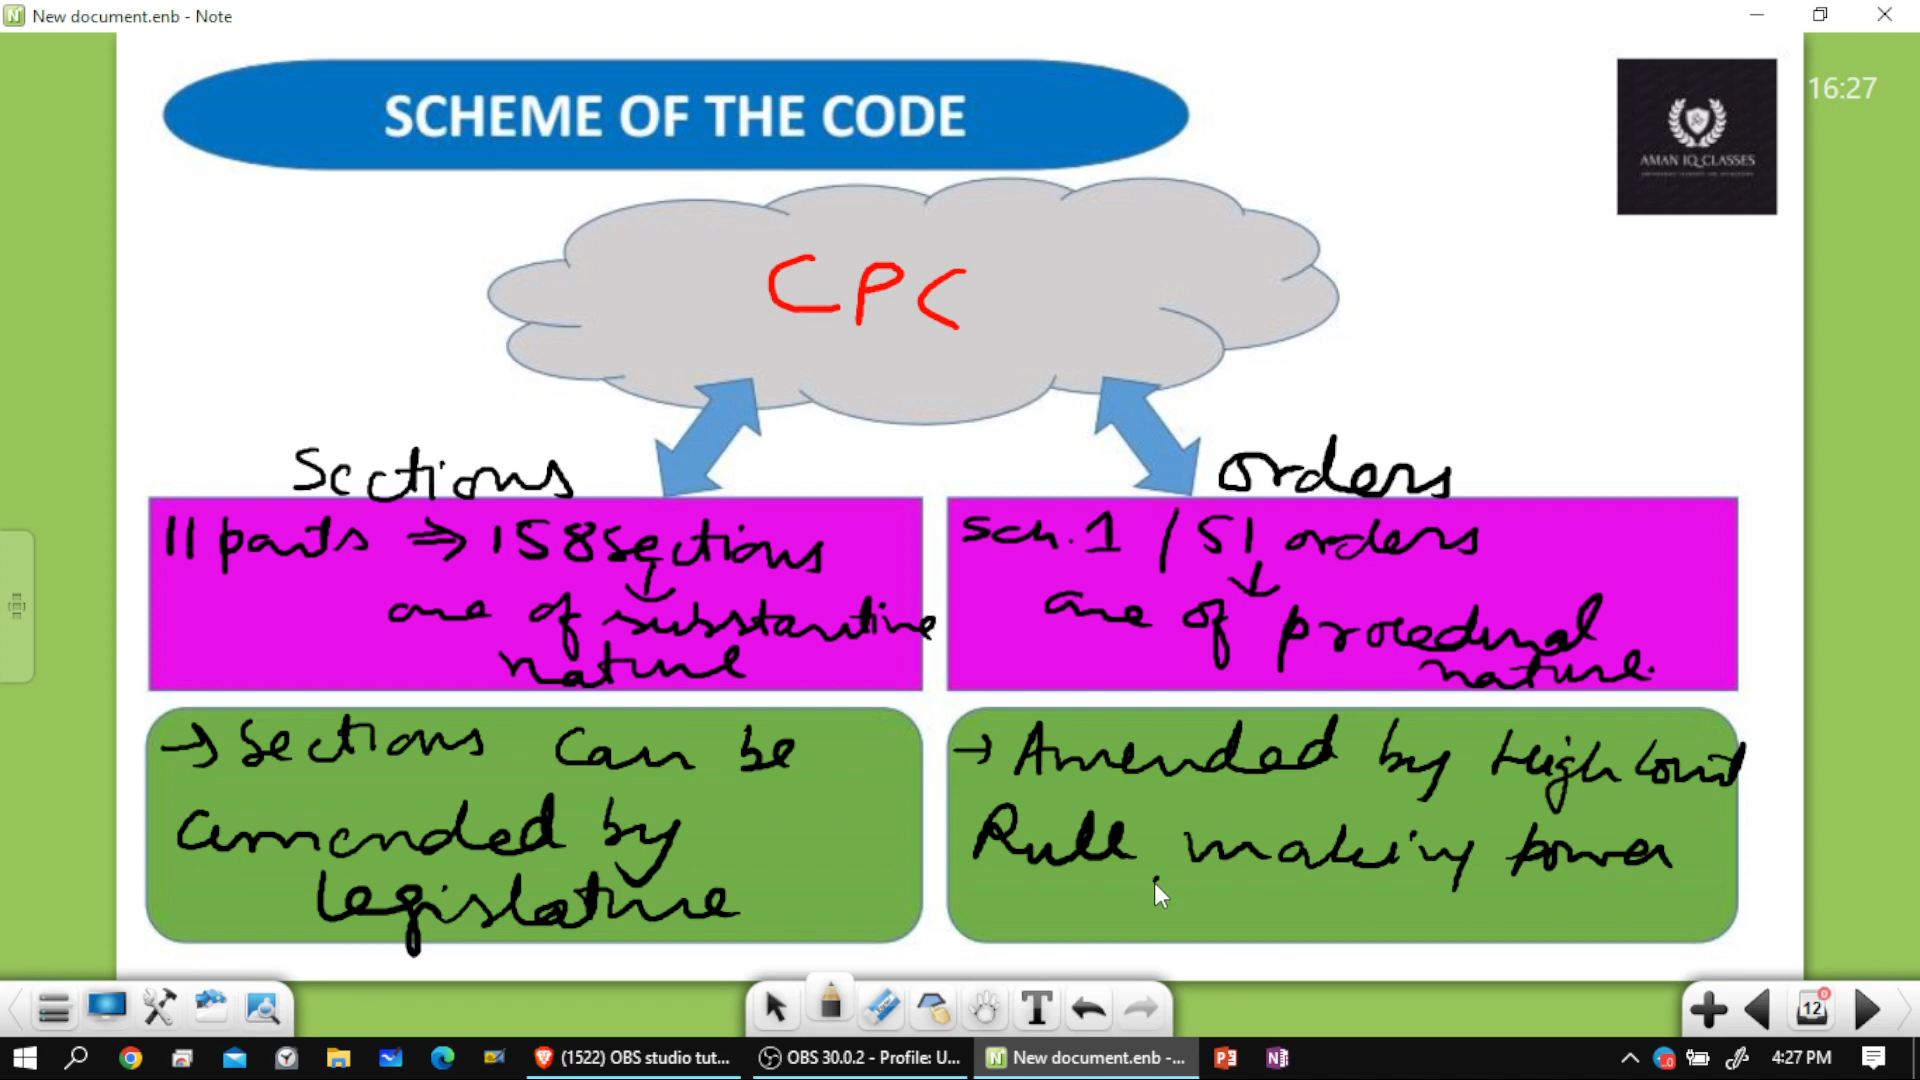 New document.enb - Note
SCHEME OF THE CODE
16:27
AMAN IQ CLASSES
CPC
Sections
orders
11 parts ⇒ 158 sections
are of substantive
nature
Sch. 1 / 51 orders
are of procedural
nature.
→ Sections can be
amended by
legislature
→ Amended by High Court
Rule making power
12
0
(1522) OBS studio tut...
OBS 30.0.2 - Profile: U...
New document.enb -...
4:27 PM